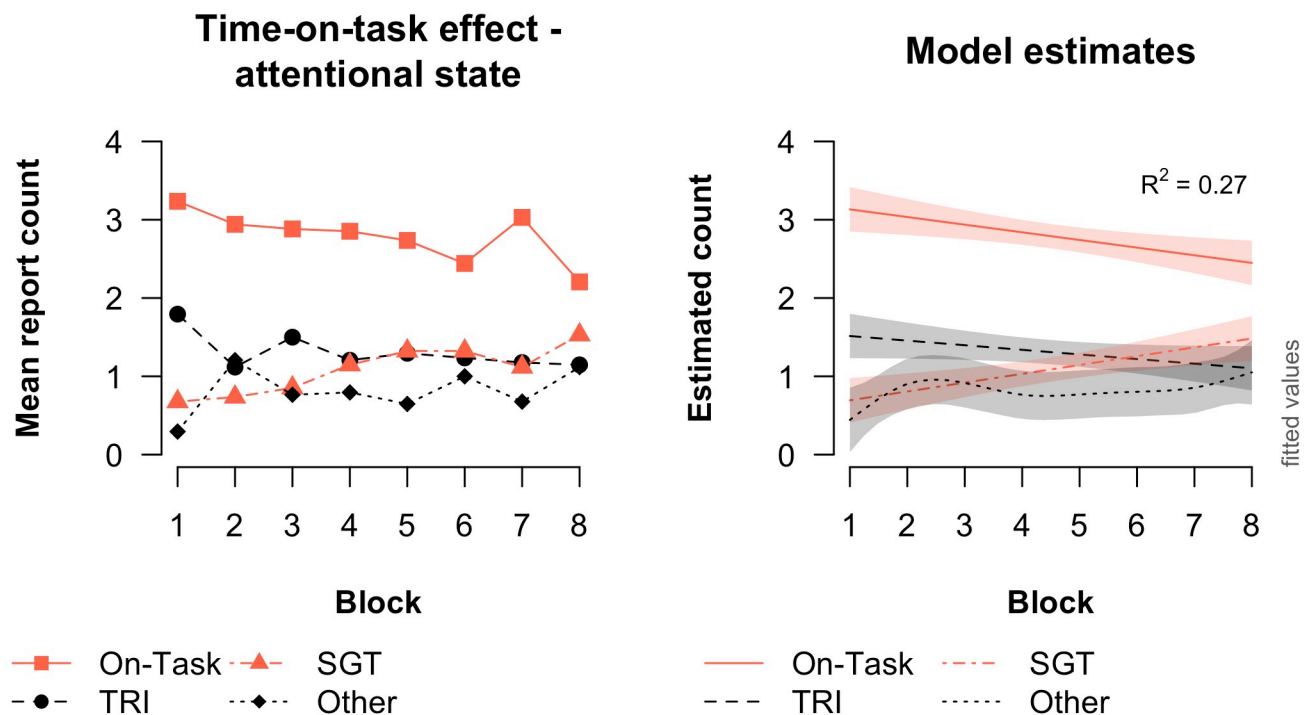 Time-on-task effect -
attentional state
Mean report count
4
3
2
1
0
1 2 3 4 5 6 7 8
Block
On-Task SGT
TRI Other
Model estimates
Estimated count
4
3
2
1
0
R² = 0.27
fitted values
1 2 3 4 5 6 7 8
Block
On-Task SGT
TRI Other